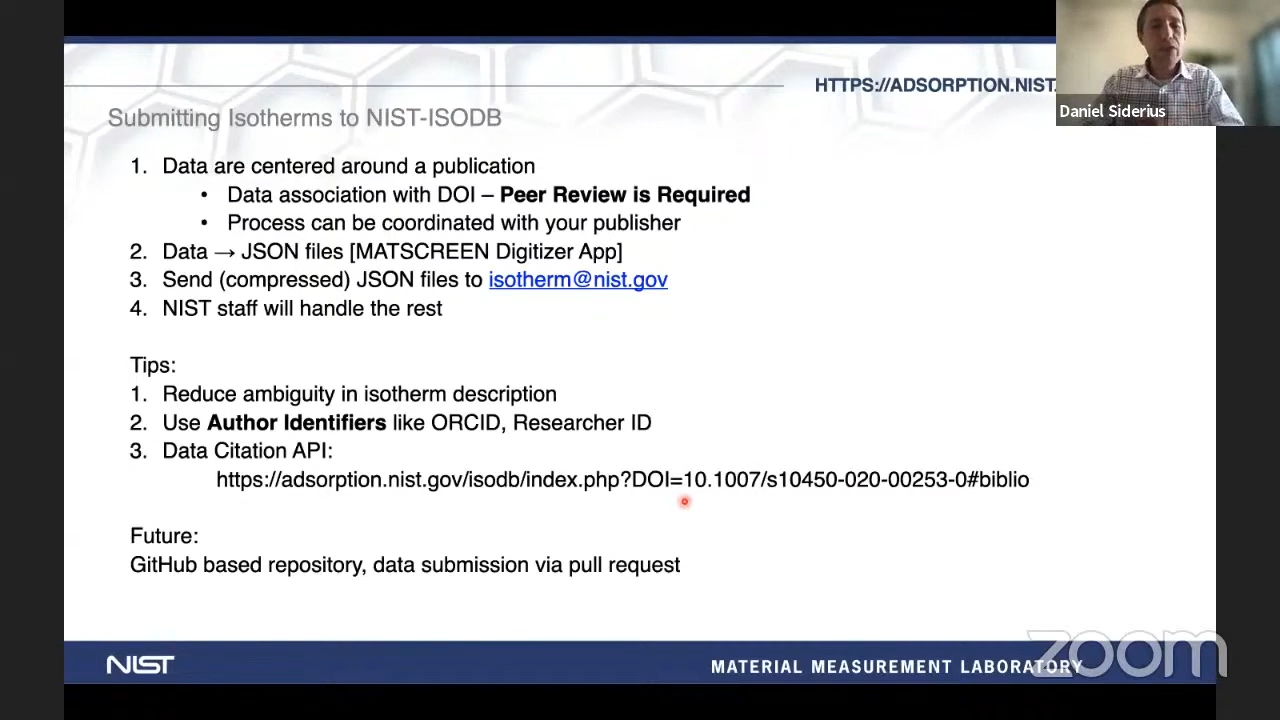 HTTPS://ADSORPTION.NIST.
Daniel Siderius
Submitting Isotherms to NIST-ISODB
1. Data are centered around a publication
• Data association with DOI – Peer Review is Required
• Process can be coordinated with your publisher
2. Data → JSON files [MATSCREEN Digitizer App]
3. Send (compressed) JSON files to isotherm@nist.gov
4. NIST staff will handle the rest
Tips:
1. Reduce ambiguity in isotherm description
2. Use Author Identifiers like ORCID, Researcher ID
3. Data Citation API:
https://adsorption.nist.gov/isodb/index.php?DOI=10.1007/s10450-020-00253-0#biblio
Future:
GitHub based repository, data submission via pull request
NIST
MATERIAL MEASUREMENT LABORATORY
zoom